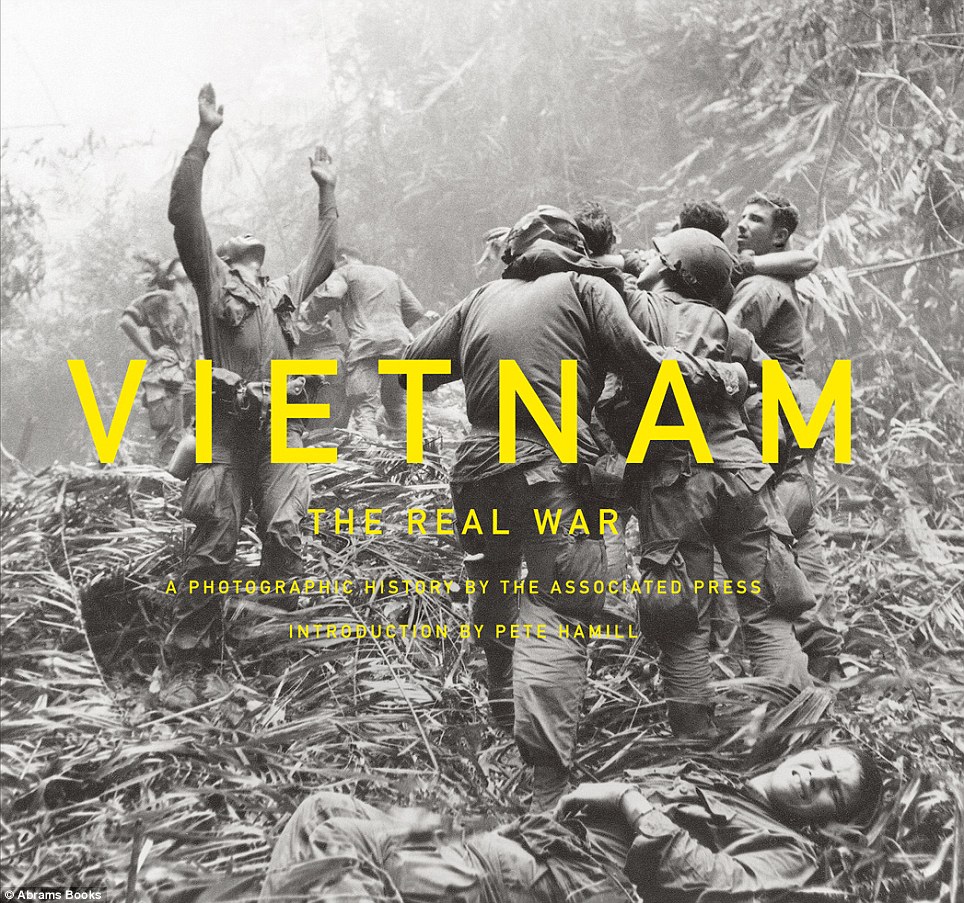 VIETNAM
THE REAL WAR
A PHOTOGRAPHIC HISTORY BY THE ASSOCIATED PRESS
INTRODUCTION BY PETE HAMILL
© Abrams Books